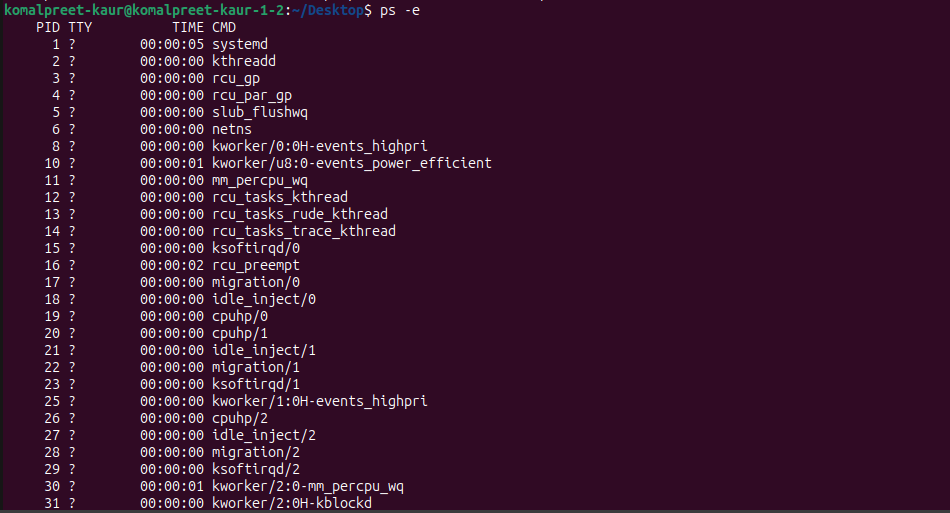 komalpreet-kaur@komalpreet-kaur-1-2:~/Desktop$ ps -e
PID TTY TIME CMD
1 ? 00:00:05 systemd
2 ? 00:00:00 kthreadd
3 ? 00:00:00 rcu_gp
4 ? 00:00:00 rcu_par_gp
5 ? 00:00:00 slub_flushwq
6 ? 00:00:00 netns
8 ? 00:00:00 kworker/0:0H-events_highpri
10 ? 00:00:01 kworker/u8:0-events_power_efficient
11 ? 00:00:00 mm_percpu_wq
12 ? 00:00:00 rcu_tasks_kthread
13 ? 00:00:00 rcu_tasks_rude_kthread
14 ? 00:00:00 rcu_tasks_trace_kthread
15 ? 00:00:00 ksoftirqd/0
16 ? 00:00:02 rcu_preempt
17 ? 00:00:00 migration/0
18 ? 00:00:00 idle_inject/0
19 ? 00:00:00 cpuhp/0
20 ? 00:00:00 cpuhp/1
21 ? 00:00:00 idle_inject/1
22 ? 00:00:00 migration/1
23 ? 00:00:00 ksoftirqd/1
25 ? 00:00:00 kworker/1:0H-events_highpri
26 ? 00:00:00 cpuhp/2
27 ? 00:00:00 idle_inject/2
28 ? 00:00:00 migration/2
29 ? 00:00:00 ksoftirqd/2
30 ? 00:00:01 kworker/2:0-mm_percpu_wq
31 ? 00:00:00 kworker/2:0H-kblockd